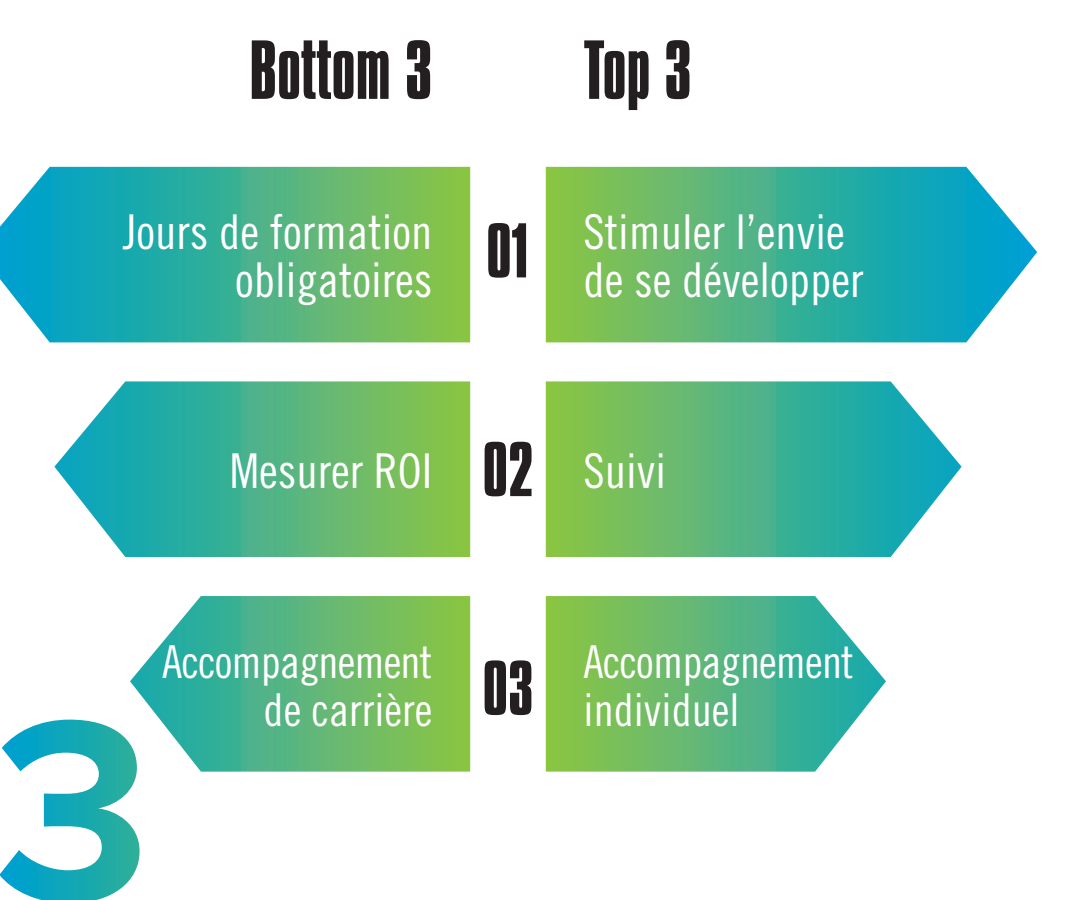 Bottom 3
Top 3
Jours de formation
obligatoires
01
Stimuler l’envie
de se développer
Mesurer ROI
02
Suivi
Accompagnement
de carrière
03
Accompagnement
individuel
3